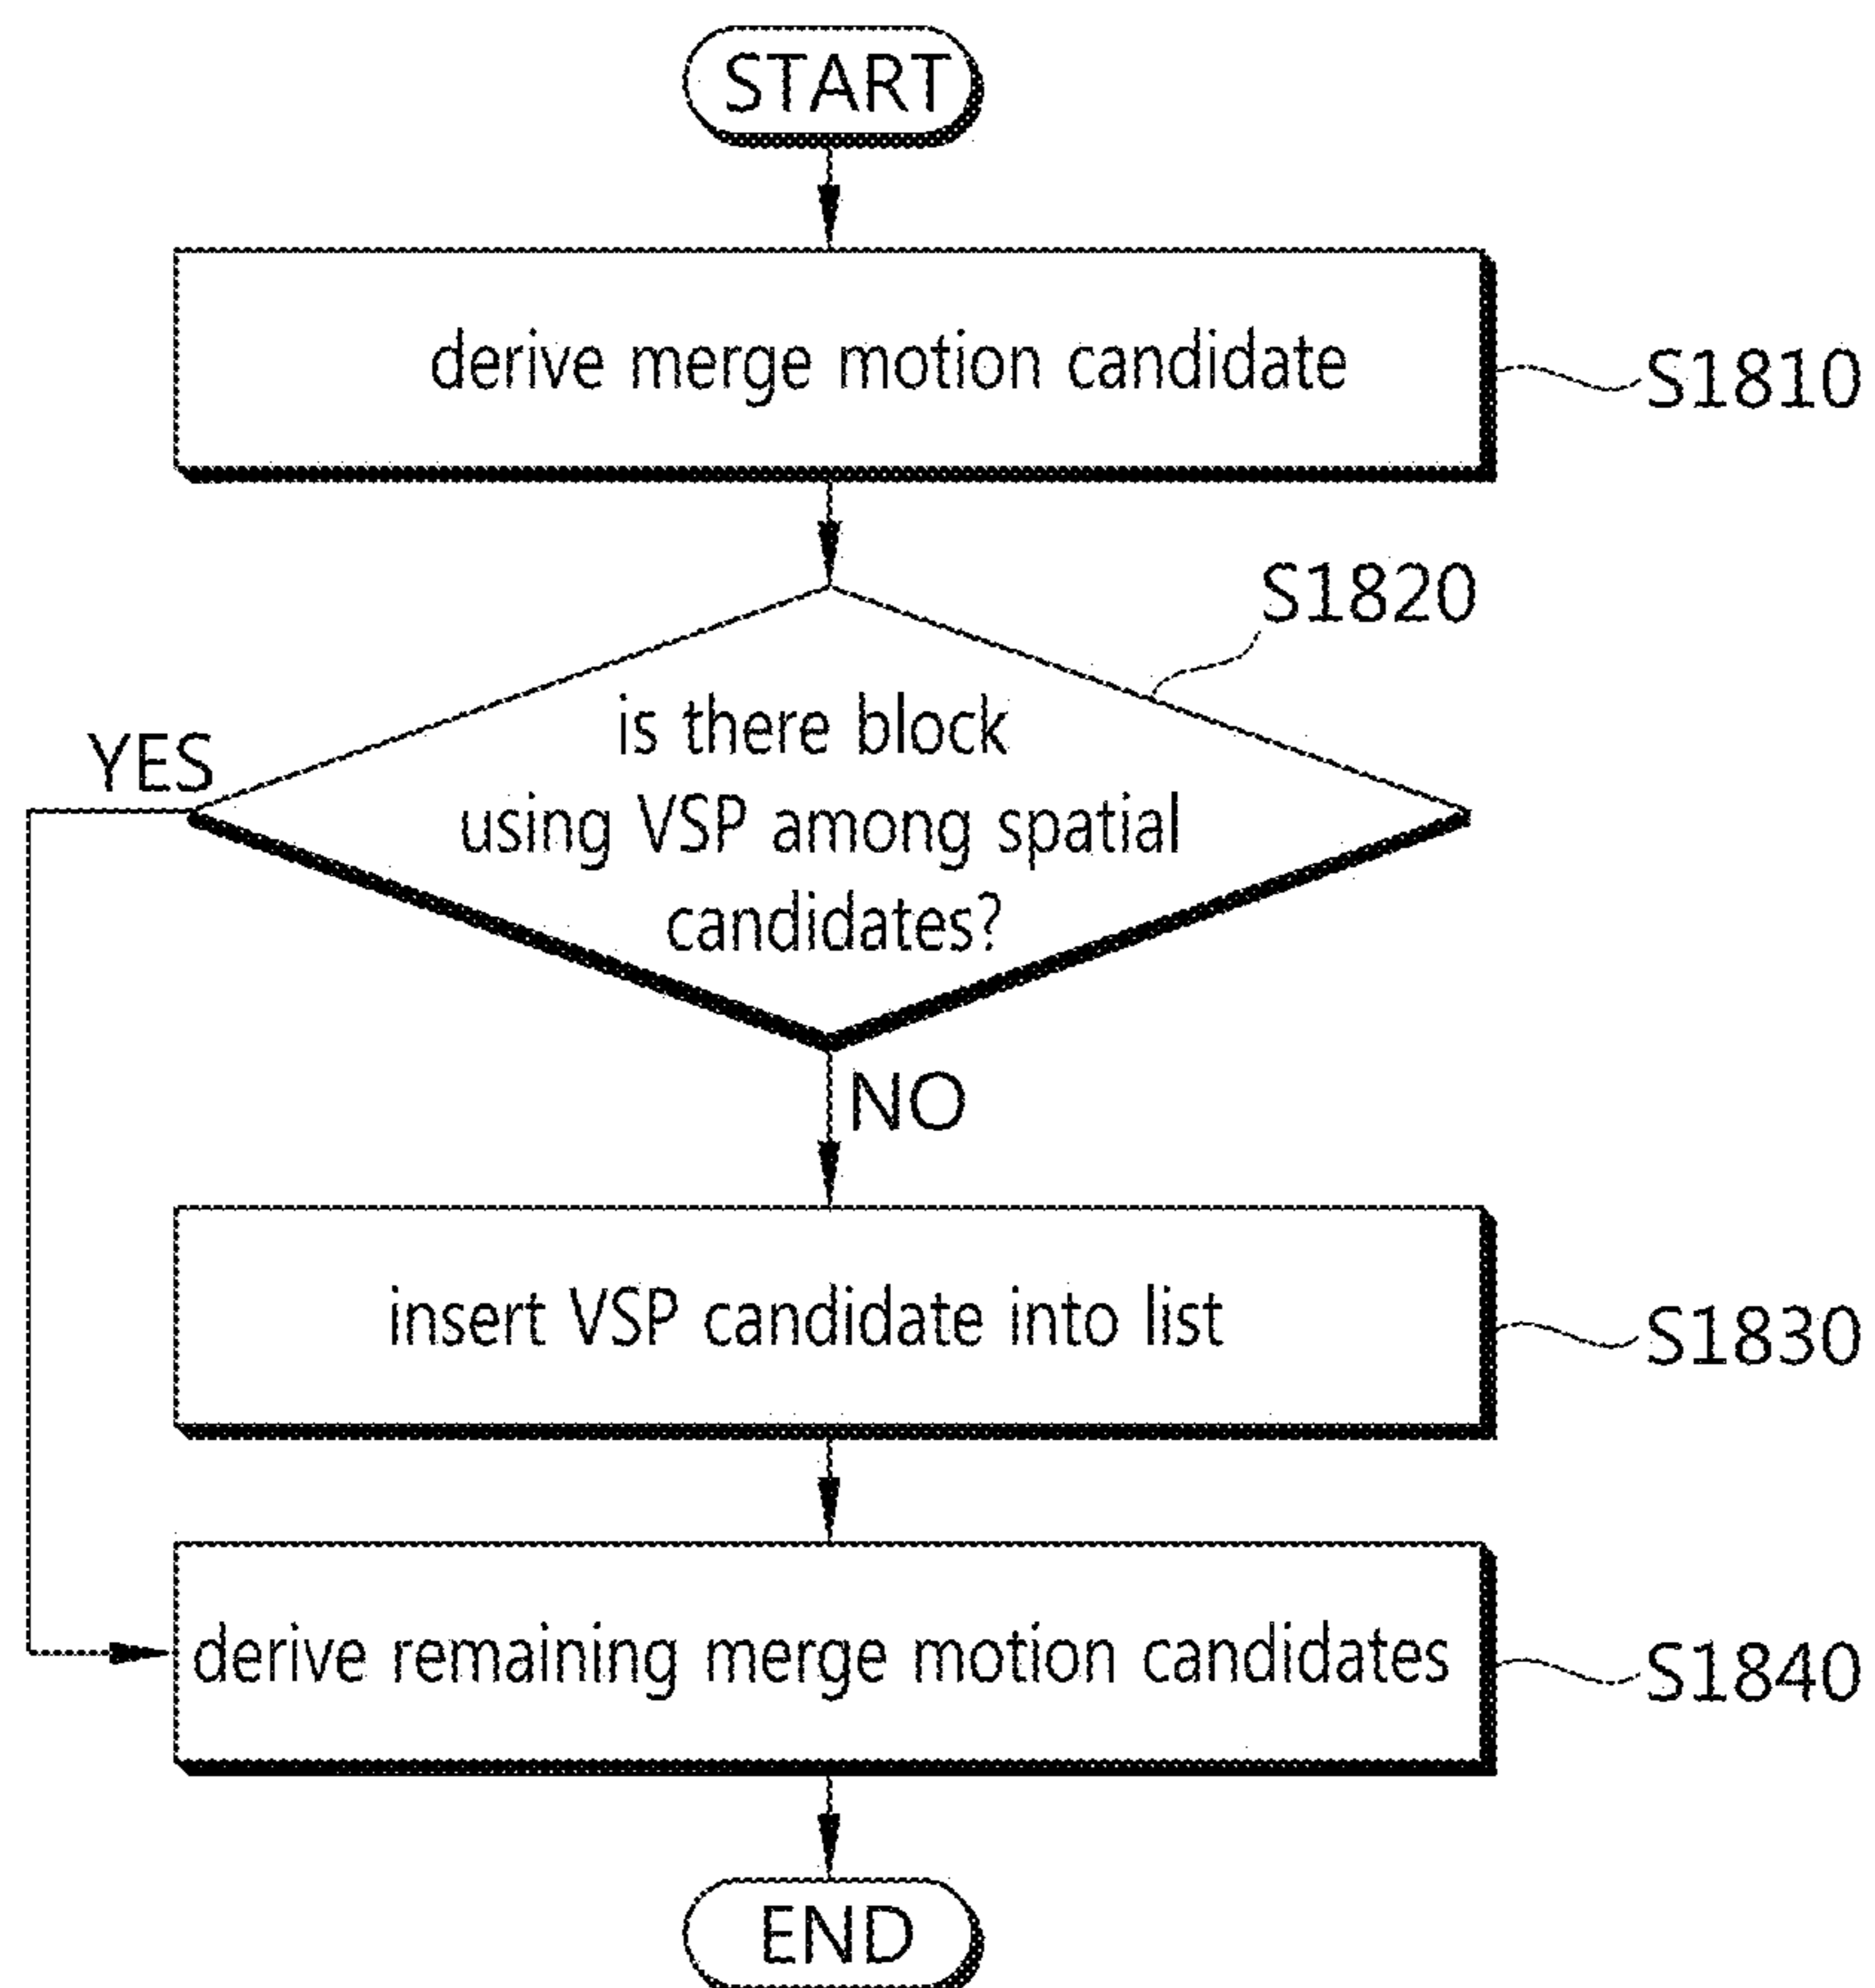 START
derive merge motion candidate
S1810
S1820
is there block
using VSP among spatial
candidates?
YES
NO
insert VSP candidate into list
S1830
derive remaining merge motion candidates
S1840
END